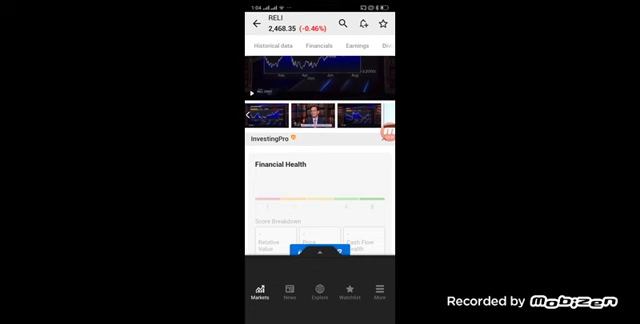 1:04
RELI
2,468.35 (-0.46%)
Historical data Financials Earnings
InvestingPro
Financial Health
Score Breakdown
Relative Value
Price
Cash Flow
Markets News Explore Watchlist More
Recorded by Mobizen